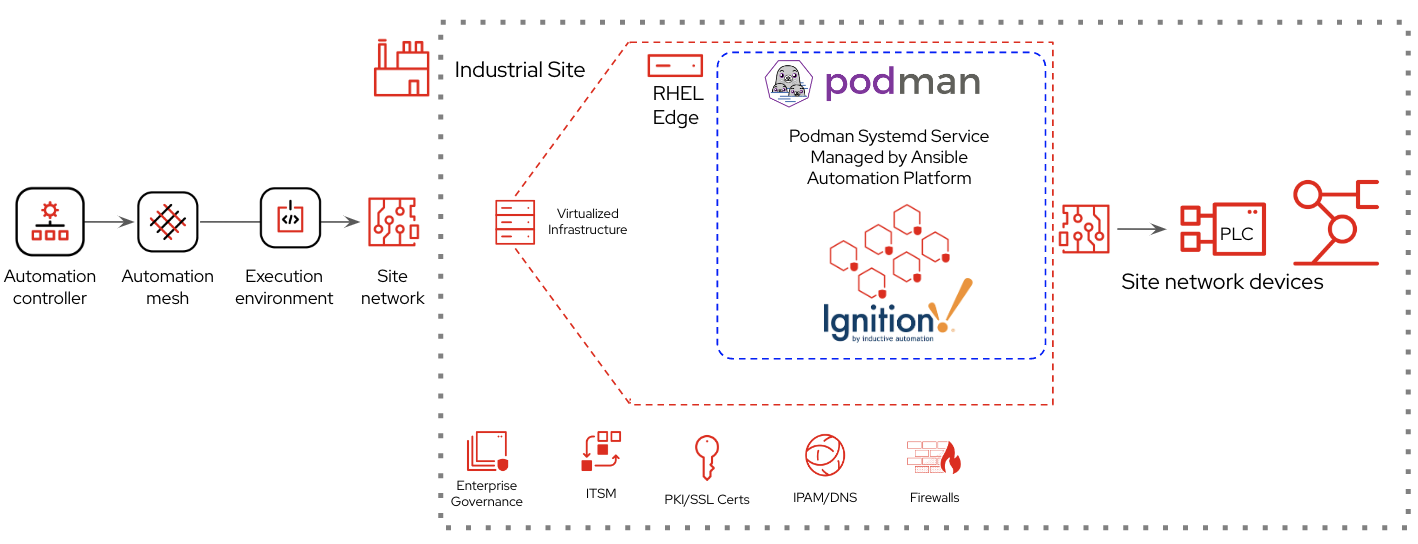 Industrial Site
RHEL
Edge
podman
Podman Systemd Service
Managed by Ansible
Automation Platform
Virtualized
Infrastructure
</>
PLC
Automation
controller
Automation
mesh
Execution
environment
Site
network
Site network devices
Ignition!
by inductive automation
Enterprise
Governance
ITSM
PKI/SSL Certs
IPAM/DNS
Firewalls